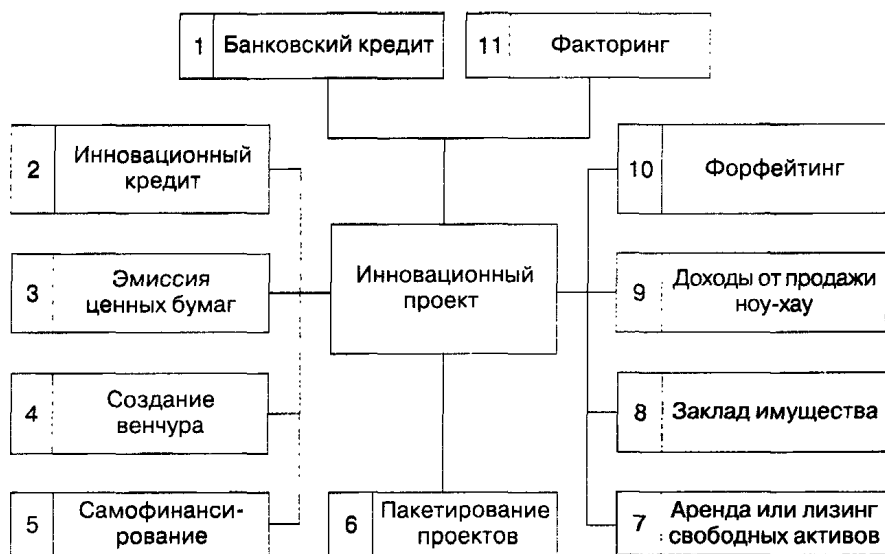 1 Банковский кредит
11 Факторинг
2 Инновационный
кредит
10 Форфейтинг
Инновационный
проект
3 Эмиссия
ценных бумаг
9 Доходы от продажи
ноу-хау
4 Создание
венчура
8 Заклад имущества
5 Самофинанси-
рование
6 Пакетирование
проектов
7 Аренда или лизинг
свободных активов